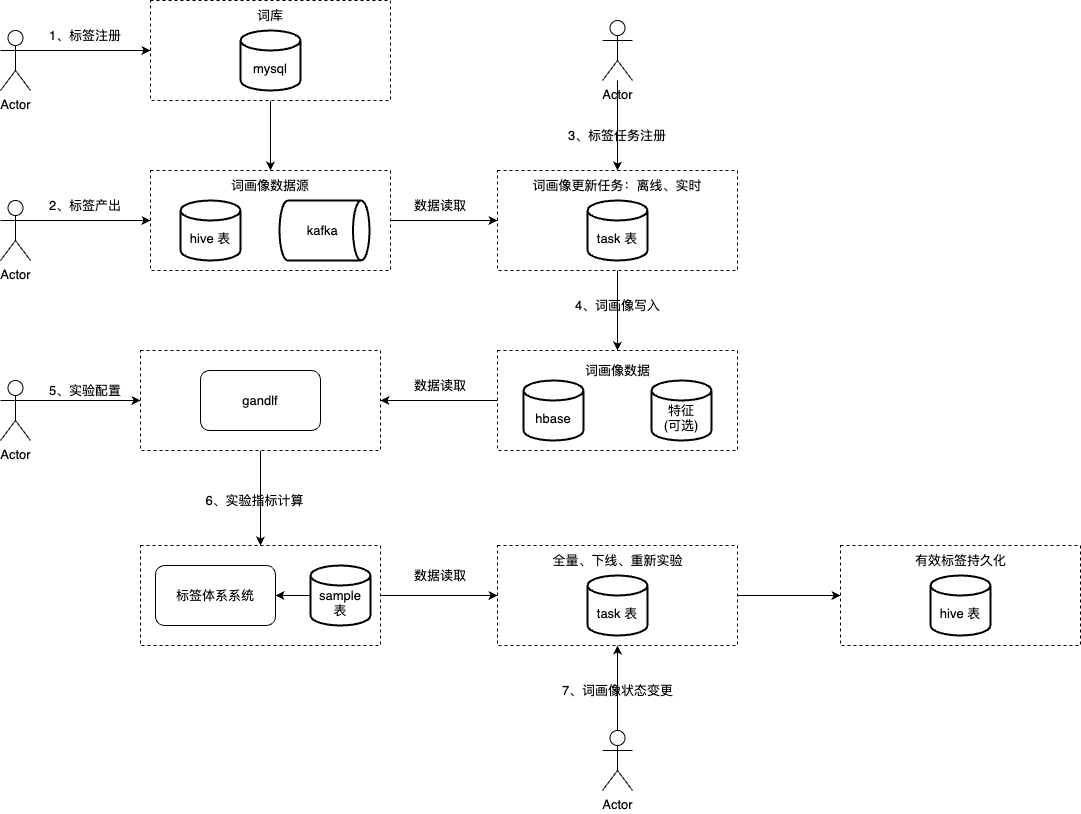 词库
1、标签注册
mysql
Actor
Actor
3、标签任务注册
词画像数据源
词画像更新任务：离线、实时
2、标签产出
数据读取
hive 表
kafka
task 表
Actor
4、词画像写入
词画像数据
5、实验配置
数据读取
gandlf
hbase
特征
(可选)
Actor
6、实验指标计算
全量、下线、重新实验
有效标签持久化
数据读取
标签体系系统
sample
表
task 表
hive 表
7、词画像状态变更
Actor